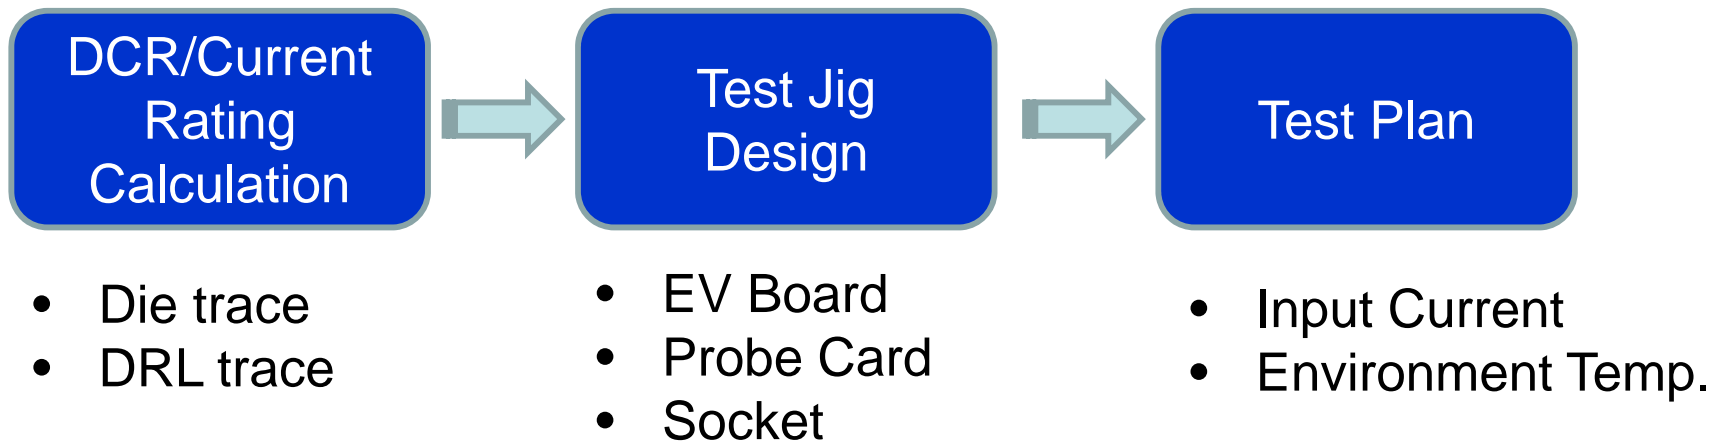 DCR/Current
Rating
Calculation
Test Jig
Design
Test Plan
• Die trace
• DRL trace
• EV Board
• Probe Card
• Socket
• Input Current
• Environment Temp.